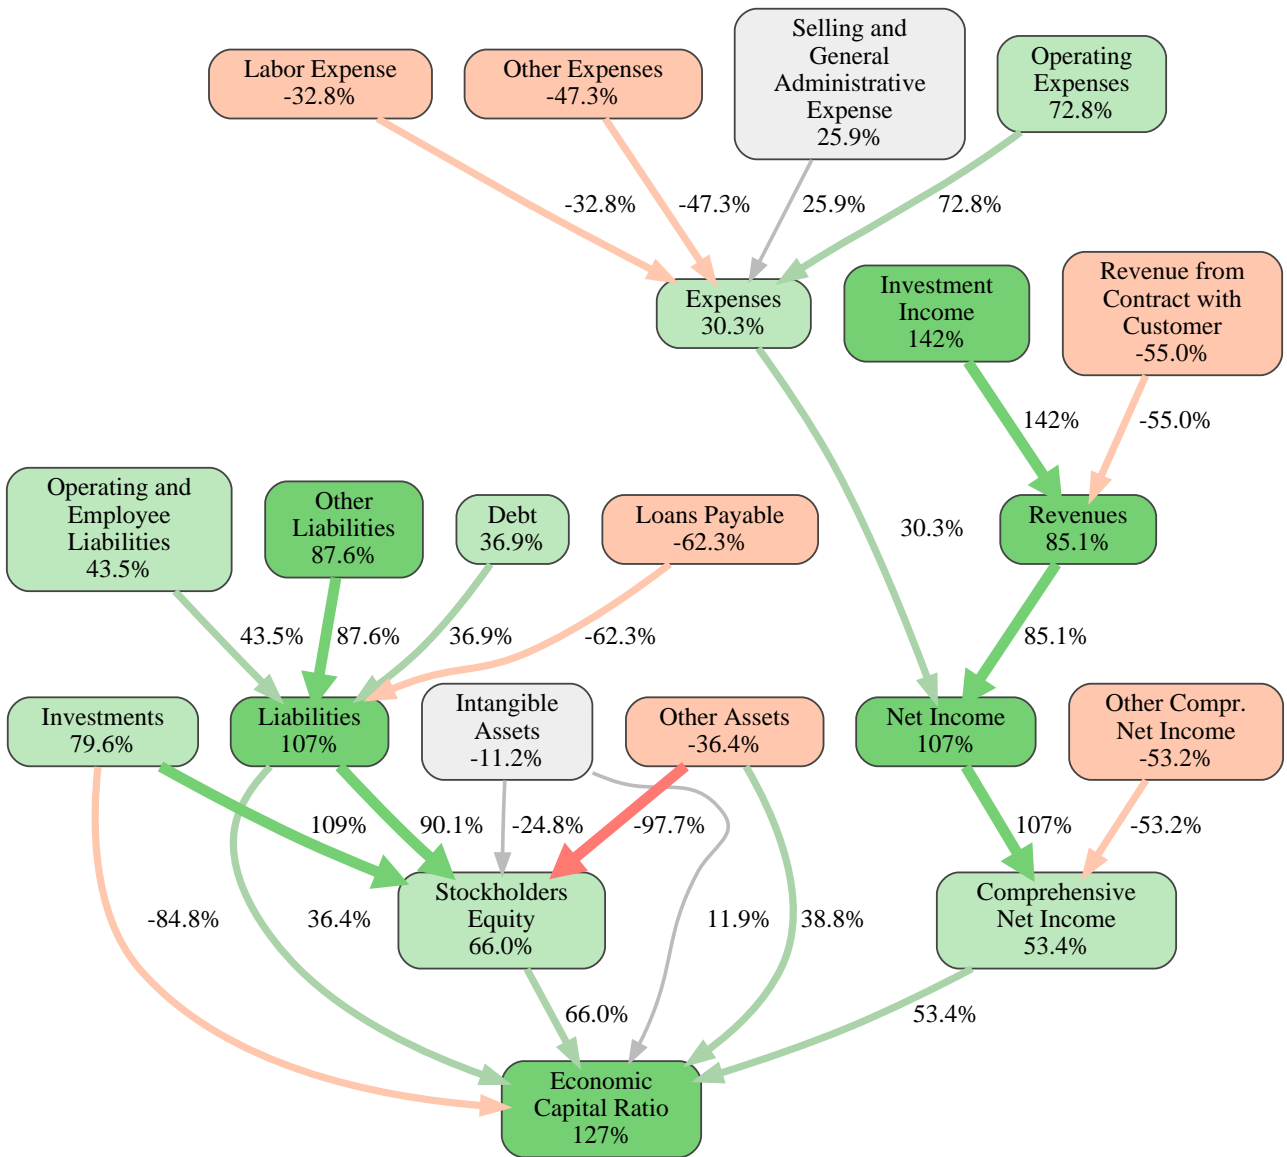 Labor Expense
-32.8%
Other Expenses
-47.3%
Selling and
General
Administrative
Expense
25.9%
Operating
Expenses
72.8%
-32.8%
-47.3%
25.9%
72.8%
Expenses
30.3%
Investment
Income
142%
Revenue from
Contract with
Customer
-55.0%
142%
-55.0%
Operating and
Employee
Liabilities
43.5%
Other
Liabilities
87.6%
Debt
36.9%
Loans Payable
-62.3%
30.3%
Revenues
85.1%
43.5%
87.6%
36.9%
-62.3%
85.1%
Investments
79.6%
Liabilities
107%
Intangible
Assets
-11.2%
Other Assets
-36.4%
Net Income
107%
Other Compr.
Net Income
-53.2%
109%
90.1%
-24.8%
-97.7%
107%
-53.2%
-84.8%
36.4%
Stockholders
Equity
66.0%
11.9%
38.8%
Comprehensive
Net Income
53.4%
66.0%
53.4%
Economic
Capital Ratio
127%